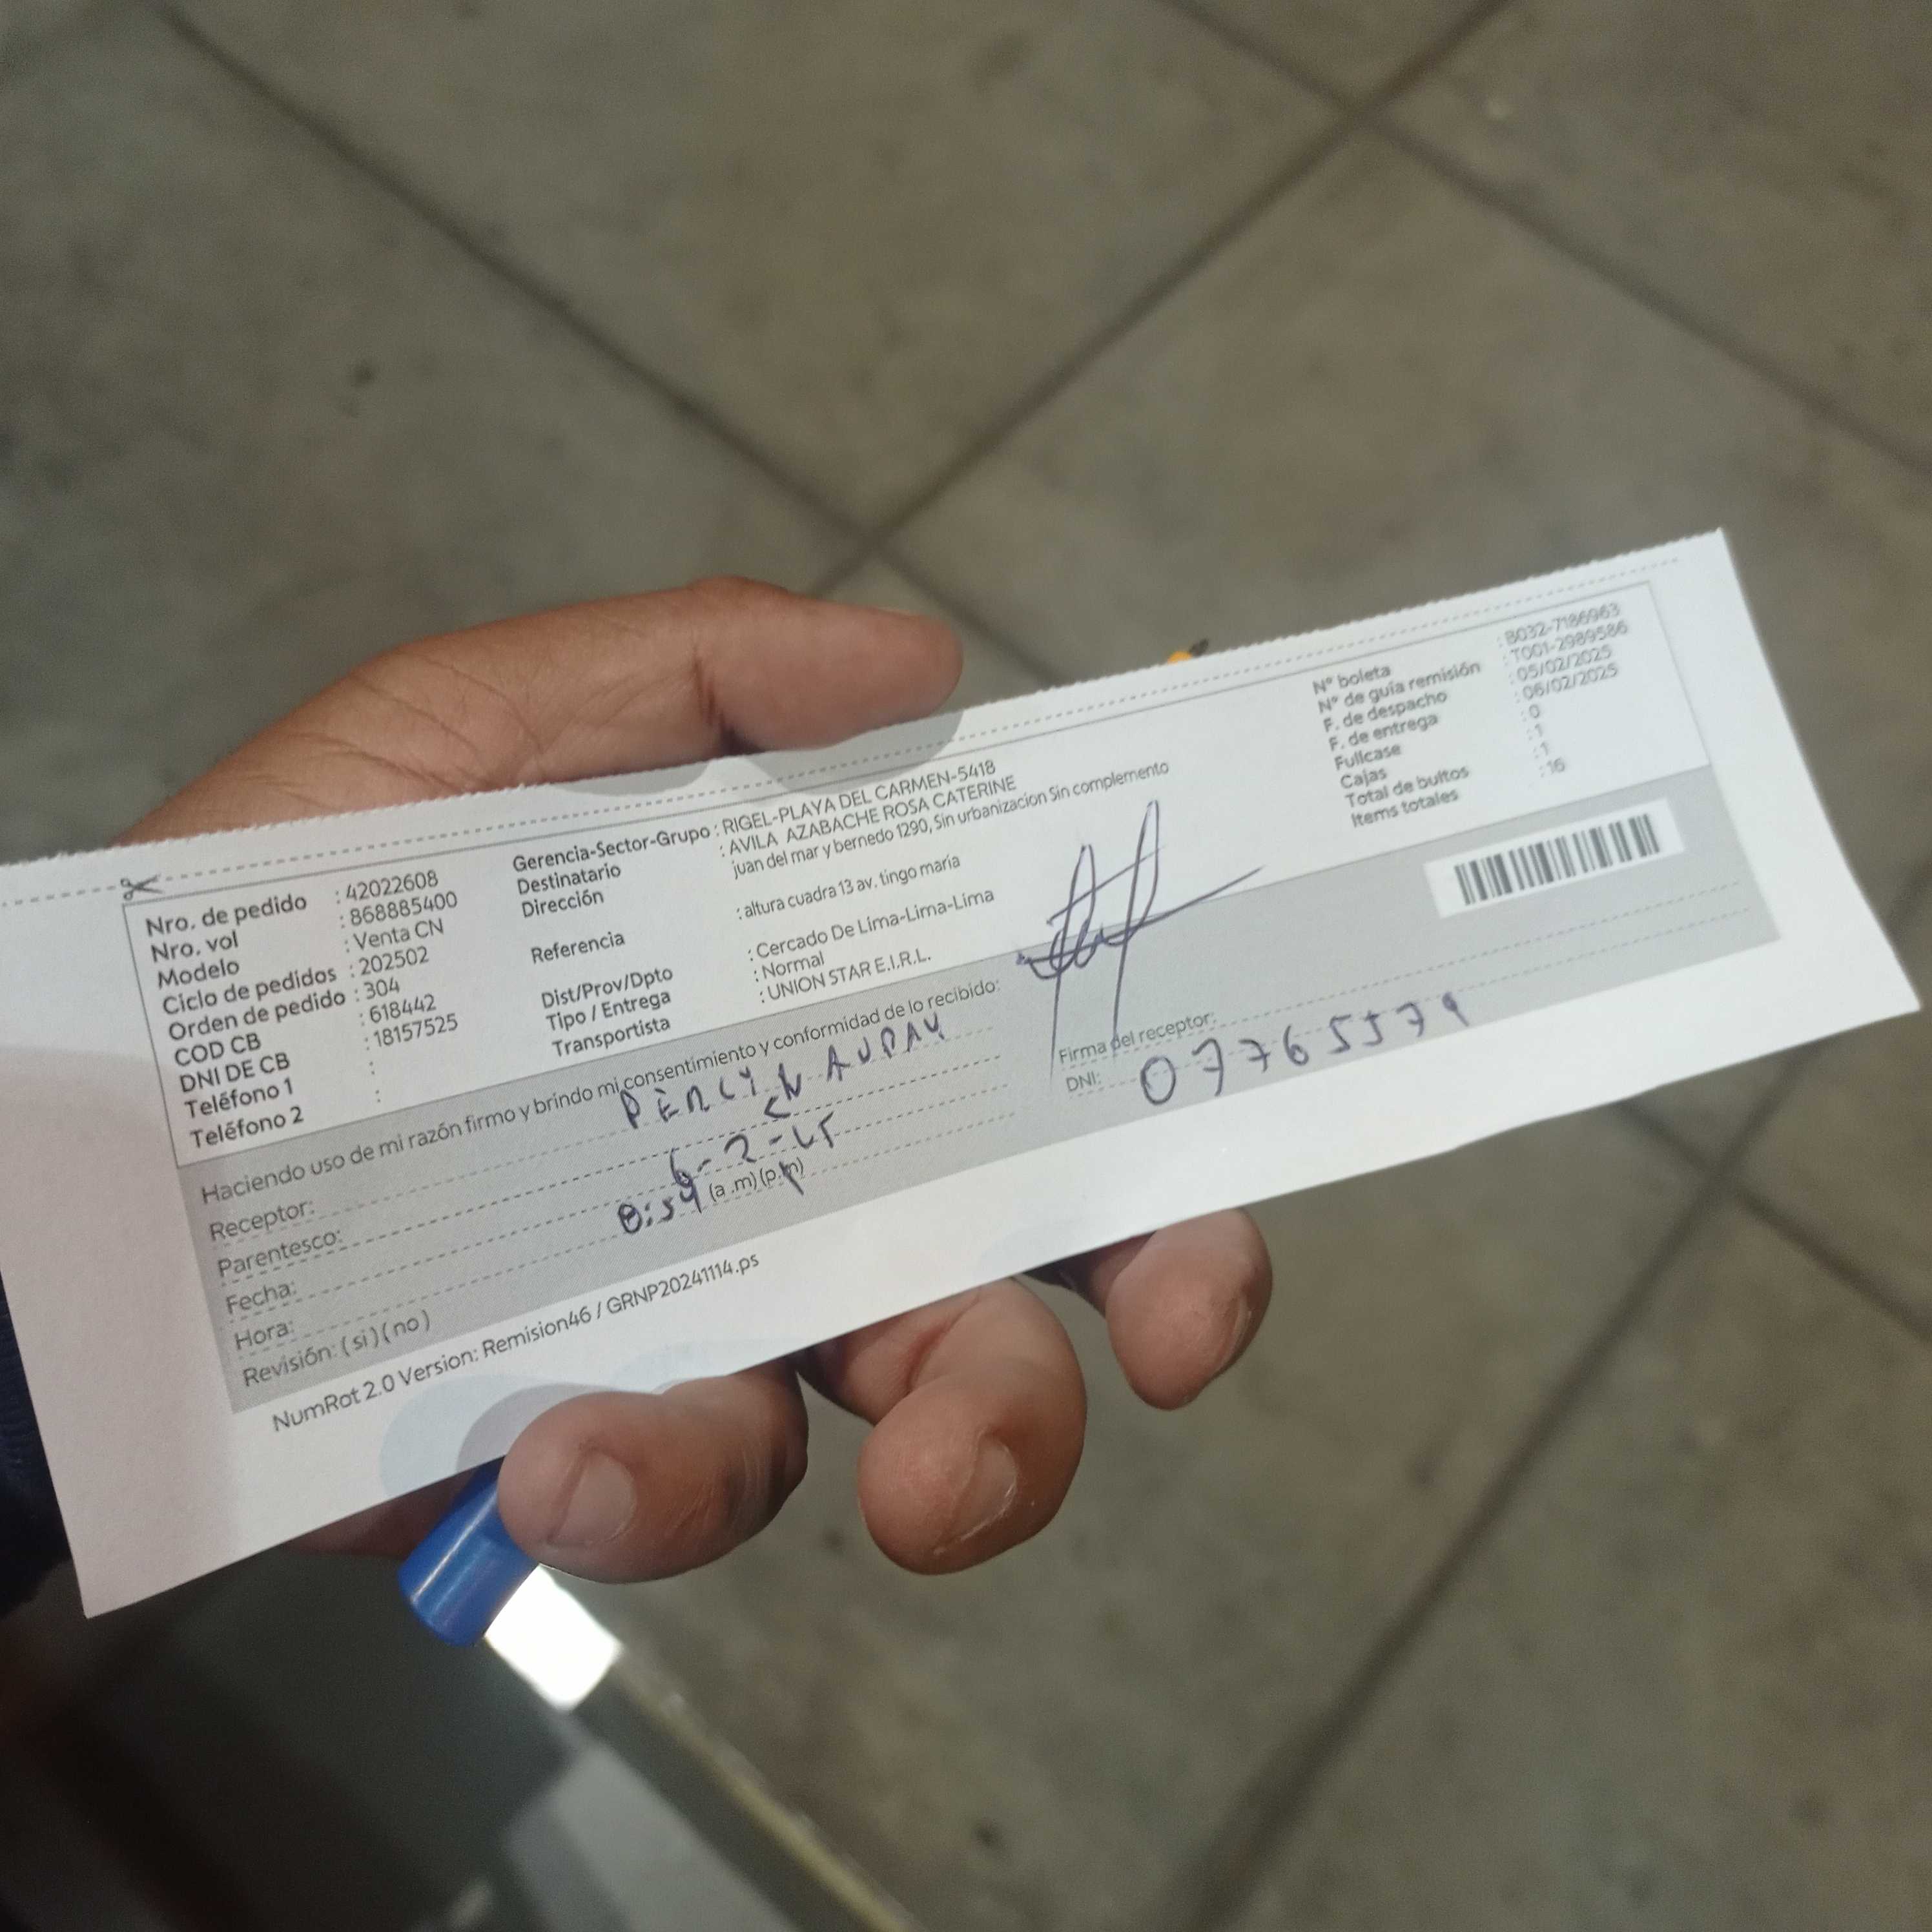 Nro. de pedido : 42022608
Nro. vol : 868885400
Modelo : Venta CN
Ciclo de pedidos : 202502
Orden de pedido : 304
COD CB : 618442
DNI DE CB : 18157525
Teléfono 1 :
Teléfono 2 :
Gerencia-Sector-Grupo : RIGEL-PLAYA DEL CARMEN-5418
Destinatario : AVILA AZABACHE ROSA CATERINE
Dirección juan del mar y bernedo 1290, Sin urbanizacion Sin complemento
Referencia : altura cuadra 13 av. tingo maría
Dist/Prov/Dpto : Cercado De Lima-Lima-Lima
Tipo / Entrega : Normal
Transportista : UNION STAR E.I.R.L.
N° boleta : B032-7186963
N° de guía remisión : T001-2989586
F. de despacho : 05/02/2025
F. de entrega : 06/02/2025
Fullcase : 0
Cajas : 1
Total de bultos : 1
Items totales : 16
Haciendo uso de mi razón firmo y brindo mi consentimiento y conformidad de lo recibido:
Receptor: PERCY
Parentesco:
Fecha: 6-2-25
Hora: 8:54 (a.m) (p.m)
Revisión: (si) (no)
Firma del receptor:
DNI:
NumRot 2.0 Version: Remision46 / GRNP20241114.ps